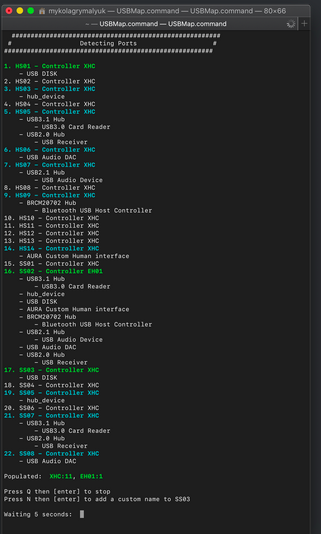 mykolagrymalyuk — USBMap.command — USBMap.command — 80×66
~ — USBMap.command — USBMap.command
#######################################################
# Detecting Ports #
#######################################################
1. HS01 - Controller XHC
- USB DISK
2. HS02 - Controller XHC
3. HS03 - Controller XHC
- hub_device
4. HS04 - Controller XHC
5. HS05 - Controller XHC
- USB3.1 Hub
- USB3.0 Card Reader
- USB2.0 Hub
- USB Receiver
6. HS06 - Controller XHC
- USB Audio DAC
7. HS07 - Controller XHC
- USB2.1 Hub
- USB Audio Device
8. HS08 - Controller XHC
9. HS09 - Controller XHC
- BRCM20702 Hub
- Bluetooth USB Host Controller
10. HS10 - Controller XHC
11. HS11 - Controller XHC
12. HS12 - Controller XHC
13. HS13 - Controller XHC
14. HS14 - Controller XHC
- AURA Custom Human interface
15. SS01 - Controller XHC
16. SS02 - Controller EH01
- USB3.1 Hub
- USB3.0 Card Reader
- hub_device
- USB DISK
- AURA Custom Human interface
- BRCM20702 Hub
- Bluetooth USB Host Controller
- USB2.1 Hub
- USB Audio Device
- USB Audio DAC
- USB2.0 Hub
- USB Receiver
17. SS03 - Controller XHC
- USB DISK
18. SS04 - Controller XHC
19. SS05 - Controller XHC
- hub_device
20. SS06 - Controller XHC
21. SS07 - Controller XHC
- USB3.1 Hub
- USB3.0 Card Reader
- USB2.0 Hub
- USB Receiver
22. SS08 - Controller XHC
- USB Audio DAC
Populated: XHC:11, EH01:1
Press Q then [enter] to stop
Press N then [enter] to add a custom name to SS03
Waiting 5 seconds: